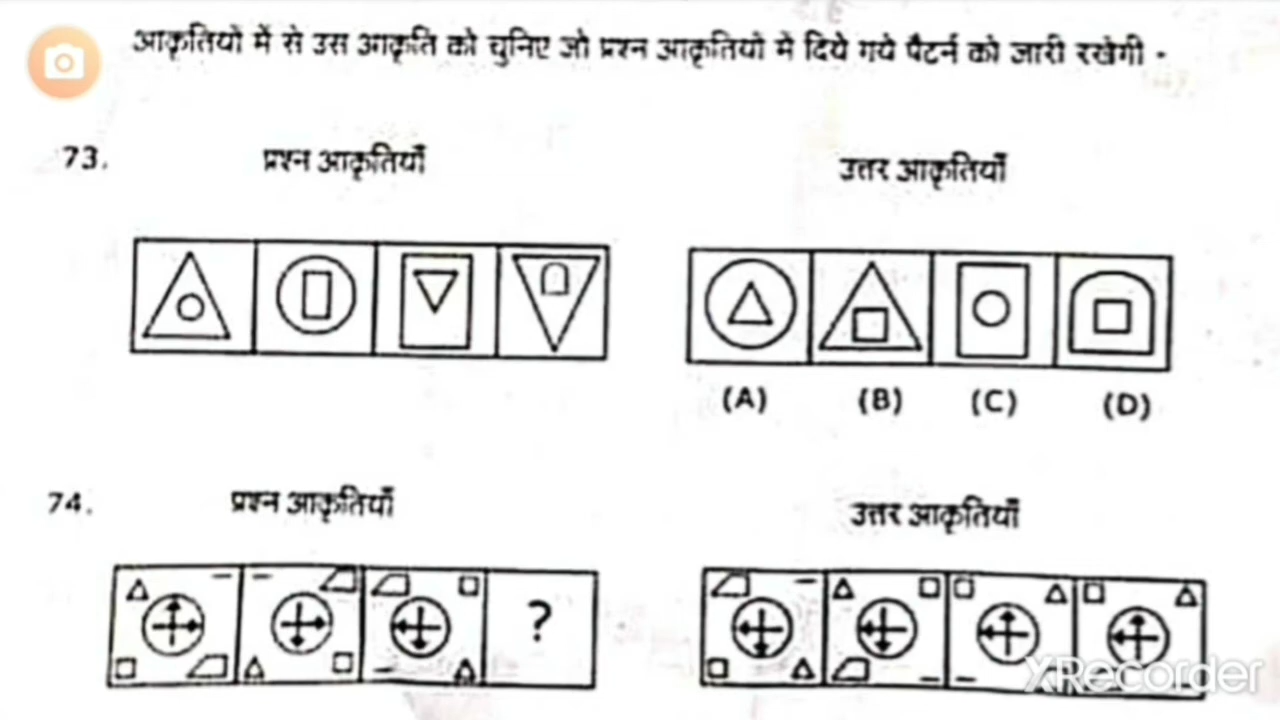 आकृतियों में से उस आकृति को चुनिए जो प्रश्न आकृतियों में दिये गये पैटर्न को जारी रखेगी -
73. प्रश्न आकृतियाँ उत्तर आकृतियाँ
(A) (B) (C) (D)
74. प्रश्न आकृतियाँ उत्तर आकृतियाँ
?
XRecorder